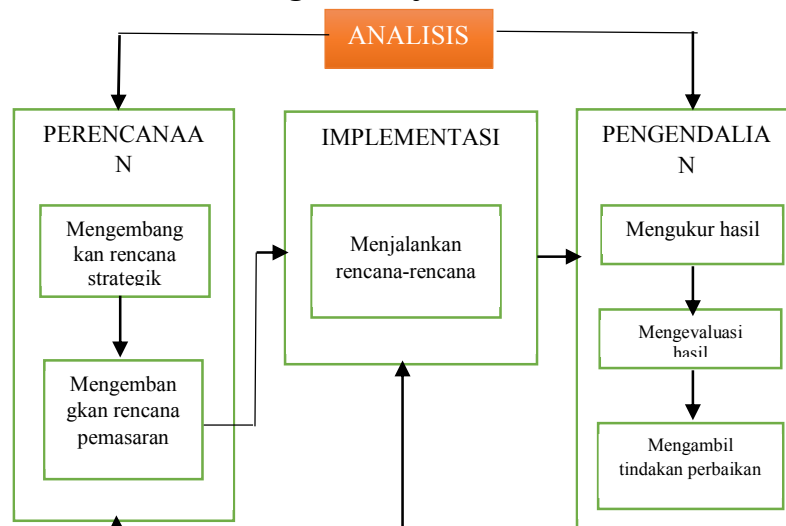 ANALISIS
PERENCANAA
N
Mengembang
kan rencana
strategik
Mengemban
gkan rencana
pemasaran
IMPLEMENTASI
Menjalankan
rencana-rencana
PENGENDALIA
N
Mengukur hasil
Mengevaluasi
hasil
Mengambil
tindakan perbaikan